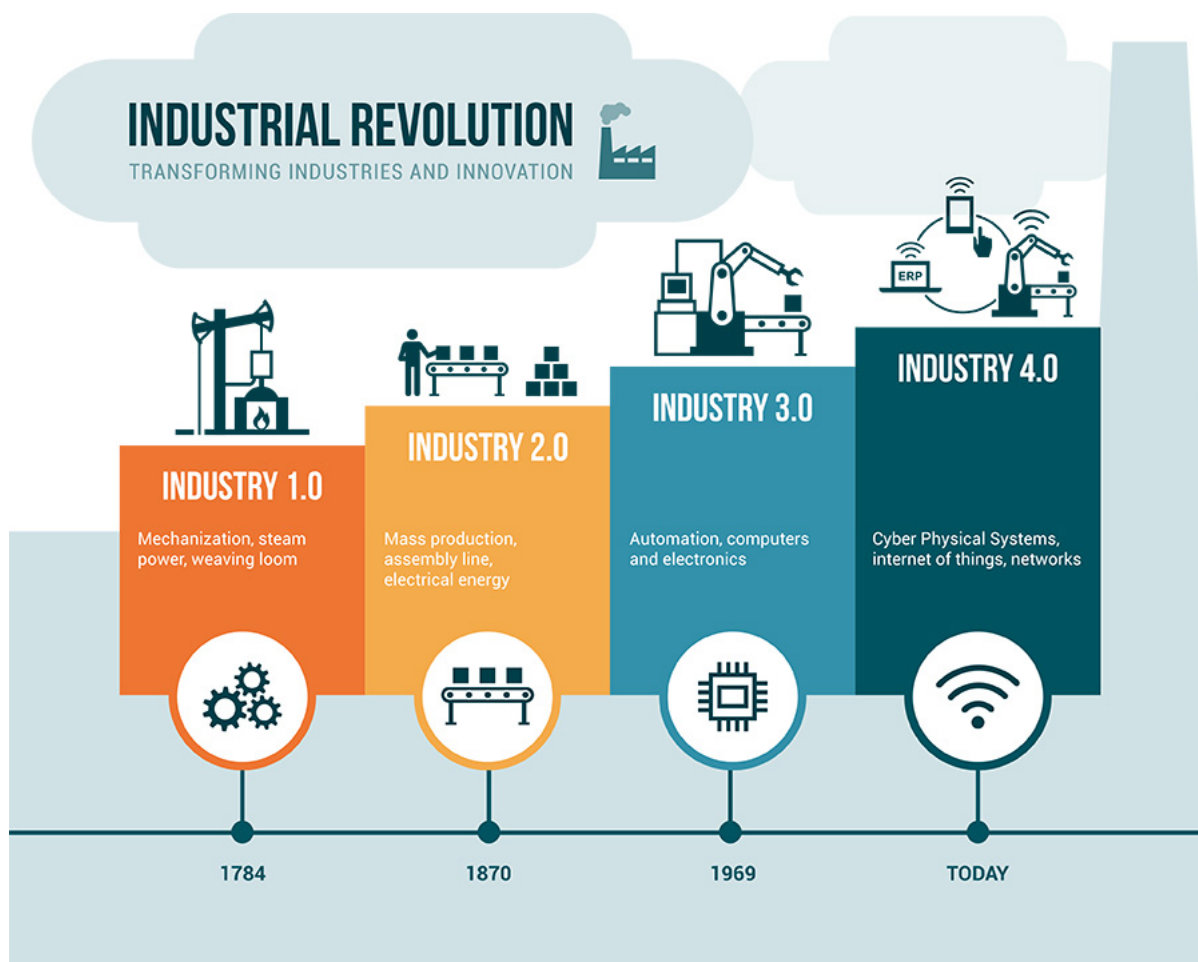 INDUSTRIAL REVOLUTION
TRANSFORMING INDUSTRIES AND INNOVATION
ERP
INDUSTRY 1.0
Mechanization, steam
power, weaving loom
INDUSTRY 2.0
Mass production,
assembly line,
electrical energy
INDUSTRY 3.0
Automation, computers
and electronics
INDUSTRY 4.0
Cyber Physical Systems,
internet of things, networks
1784
1870
1969
TODAY